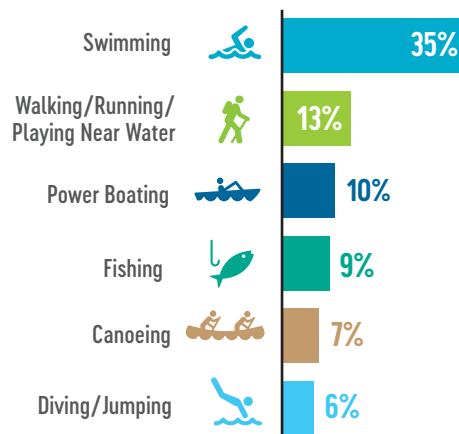 Swimming
35%
Walking/Running/
Playing Near Water
13%
Power Boating
10%
Fishing
9%
Canoeing
7%
Diving/Jumping
6%